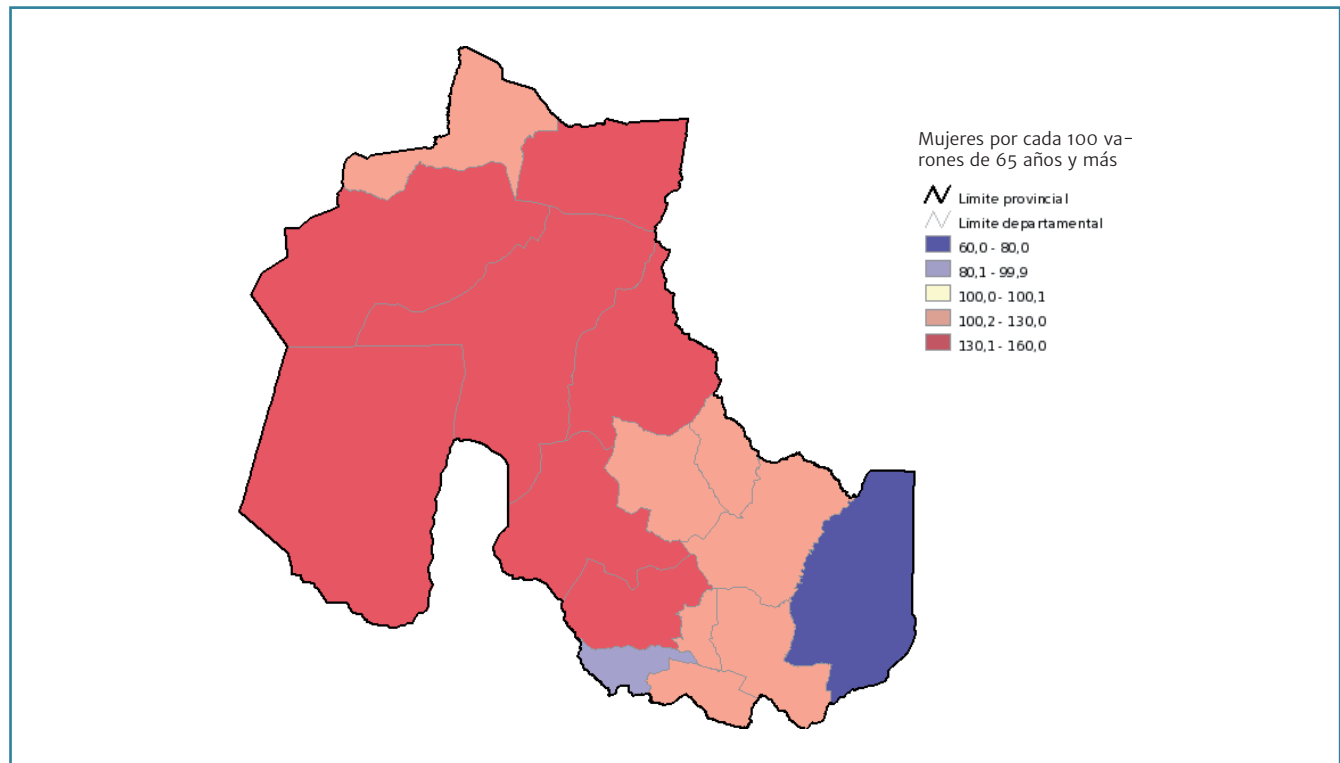 Mujeres por cada 100 va-
rones de 65 años y más
Límite provincial
Límite departamental
60,0 - 80,0
80,1 - 99,9
100,0 - 100,1
100,2 - 130,0
130,1 - 160,0